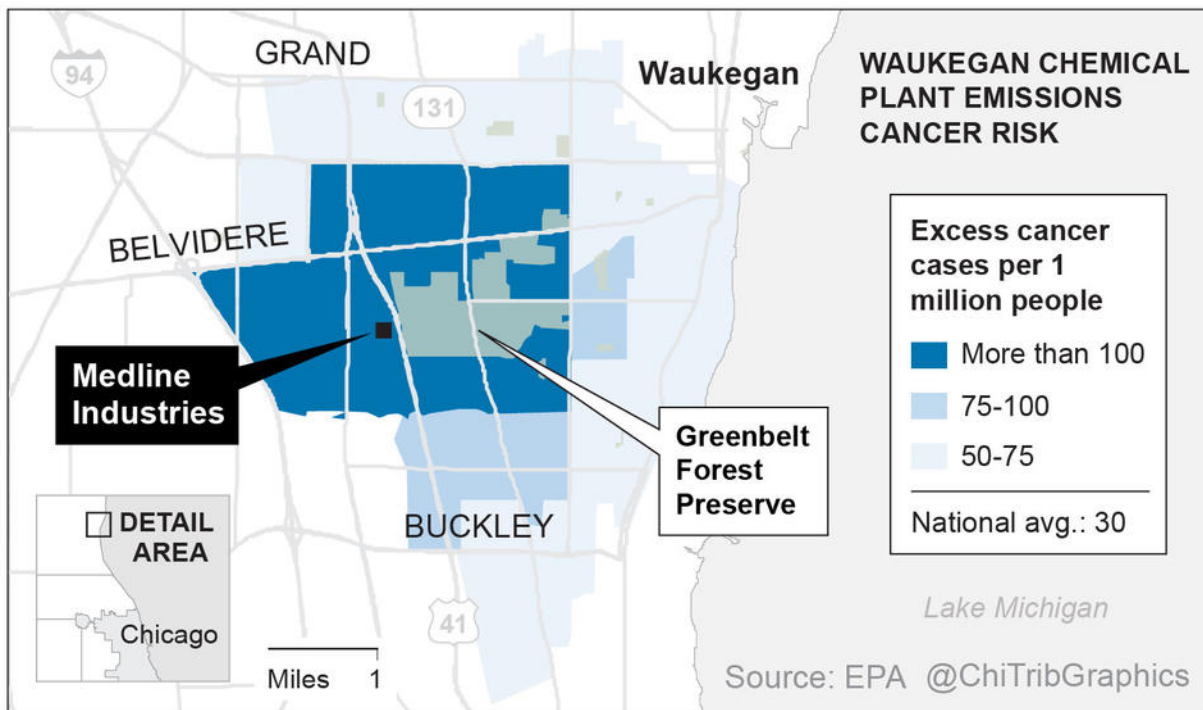 GRAND
94
131
Waukegan
WAUKEGAN CHEMICAL
PLANT EMISSIONS
CANCER RISK
BELVIDERE
Excess cancer
cases per 1
million people
More than 100
75-100
50-75
National avg.: 30
Medline
Industries
Greenbelt
Forest
Preserve
BUCKLEY
DETAIL
AREA
Chicago
41
Miles 1
Lake Michigan
Source: EPA @ChiTribGraphics